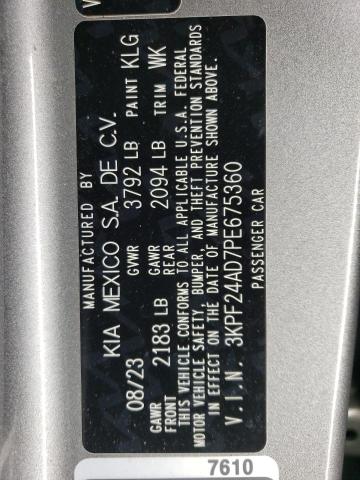 MANUFACTURED BY
KIA MEXICO S.A. DE C.V.
08/23 GVWR 3792 LB PAINT KLG
GAWR FRONT 2183 LB GAWR REAR 2094 LB TRIM WK
THIS VEHICLE CONFORMS TO ALL APPLICABLE U.S.A. FEDERAL
MOTOR VEHICLE SAFETY, BUMPER, AND THEFT PREVENTION STANDARDS
IN EFFECT ON THE DATE OF MANUFACTURE SHOWN ABOVE.
V.I.N. 3KPF24AD7PE675360
PASSENGER CAR
7610